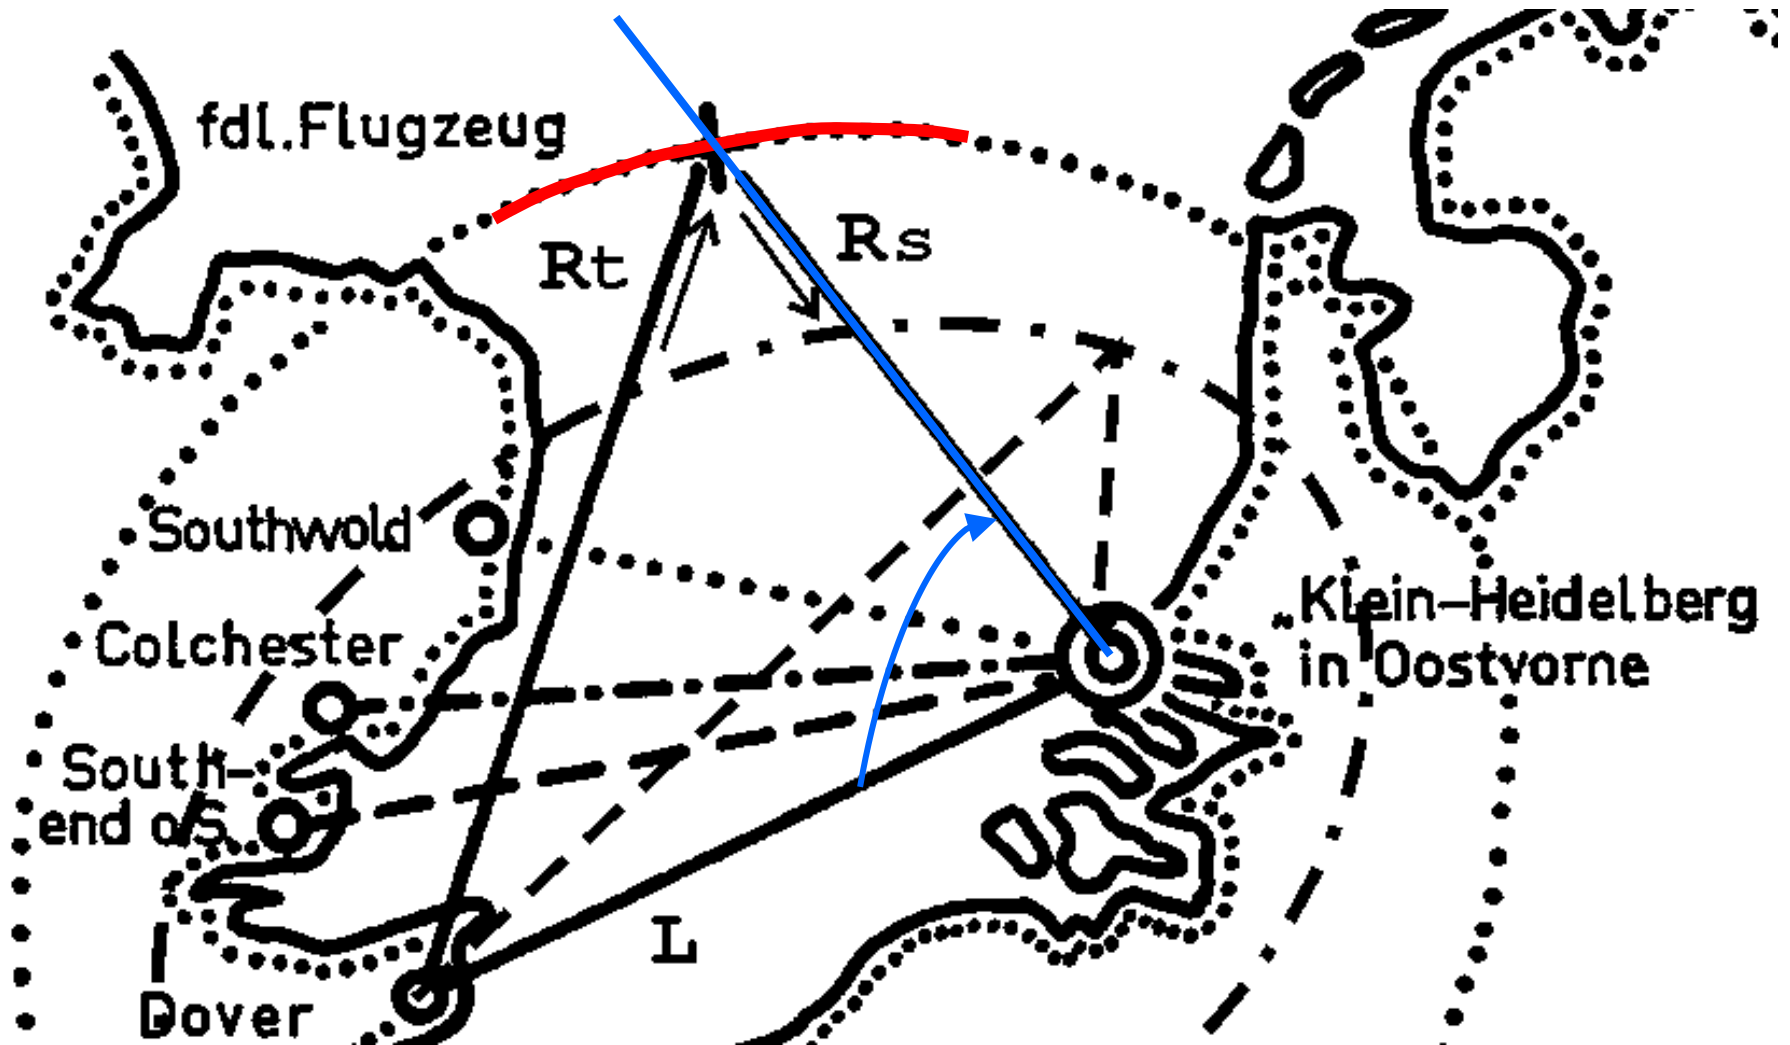 fdl.Flugzeug
Rt
Rs
Southwold
Colchester
South-
end o/S
Klein-Heidelberg
in Oostvorne
L
Dover